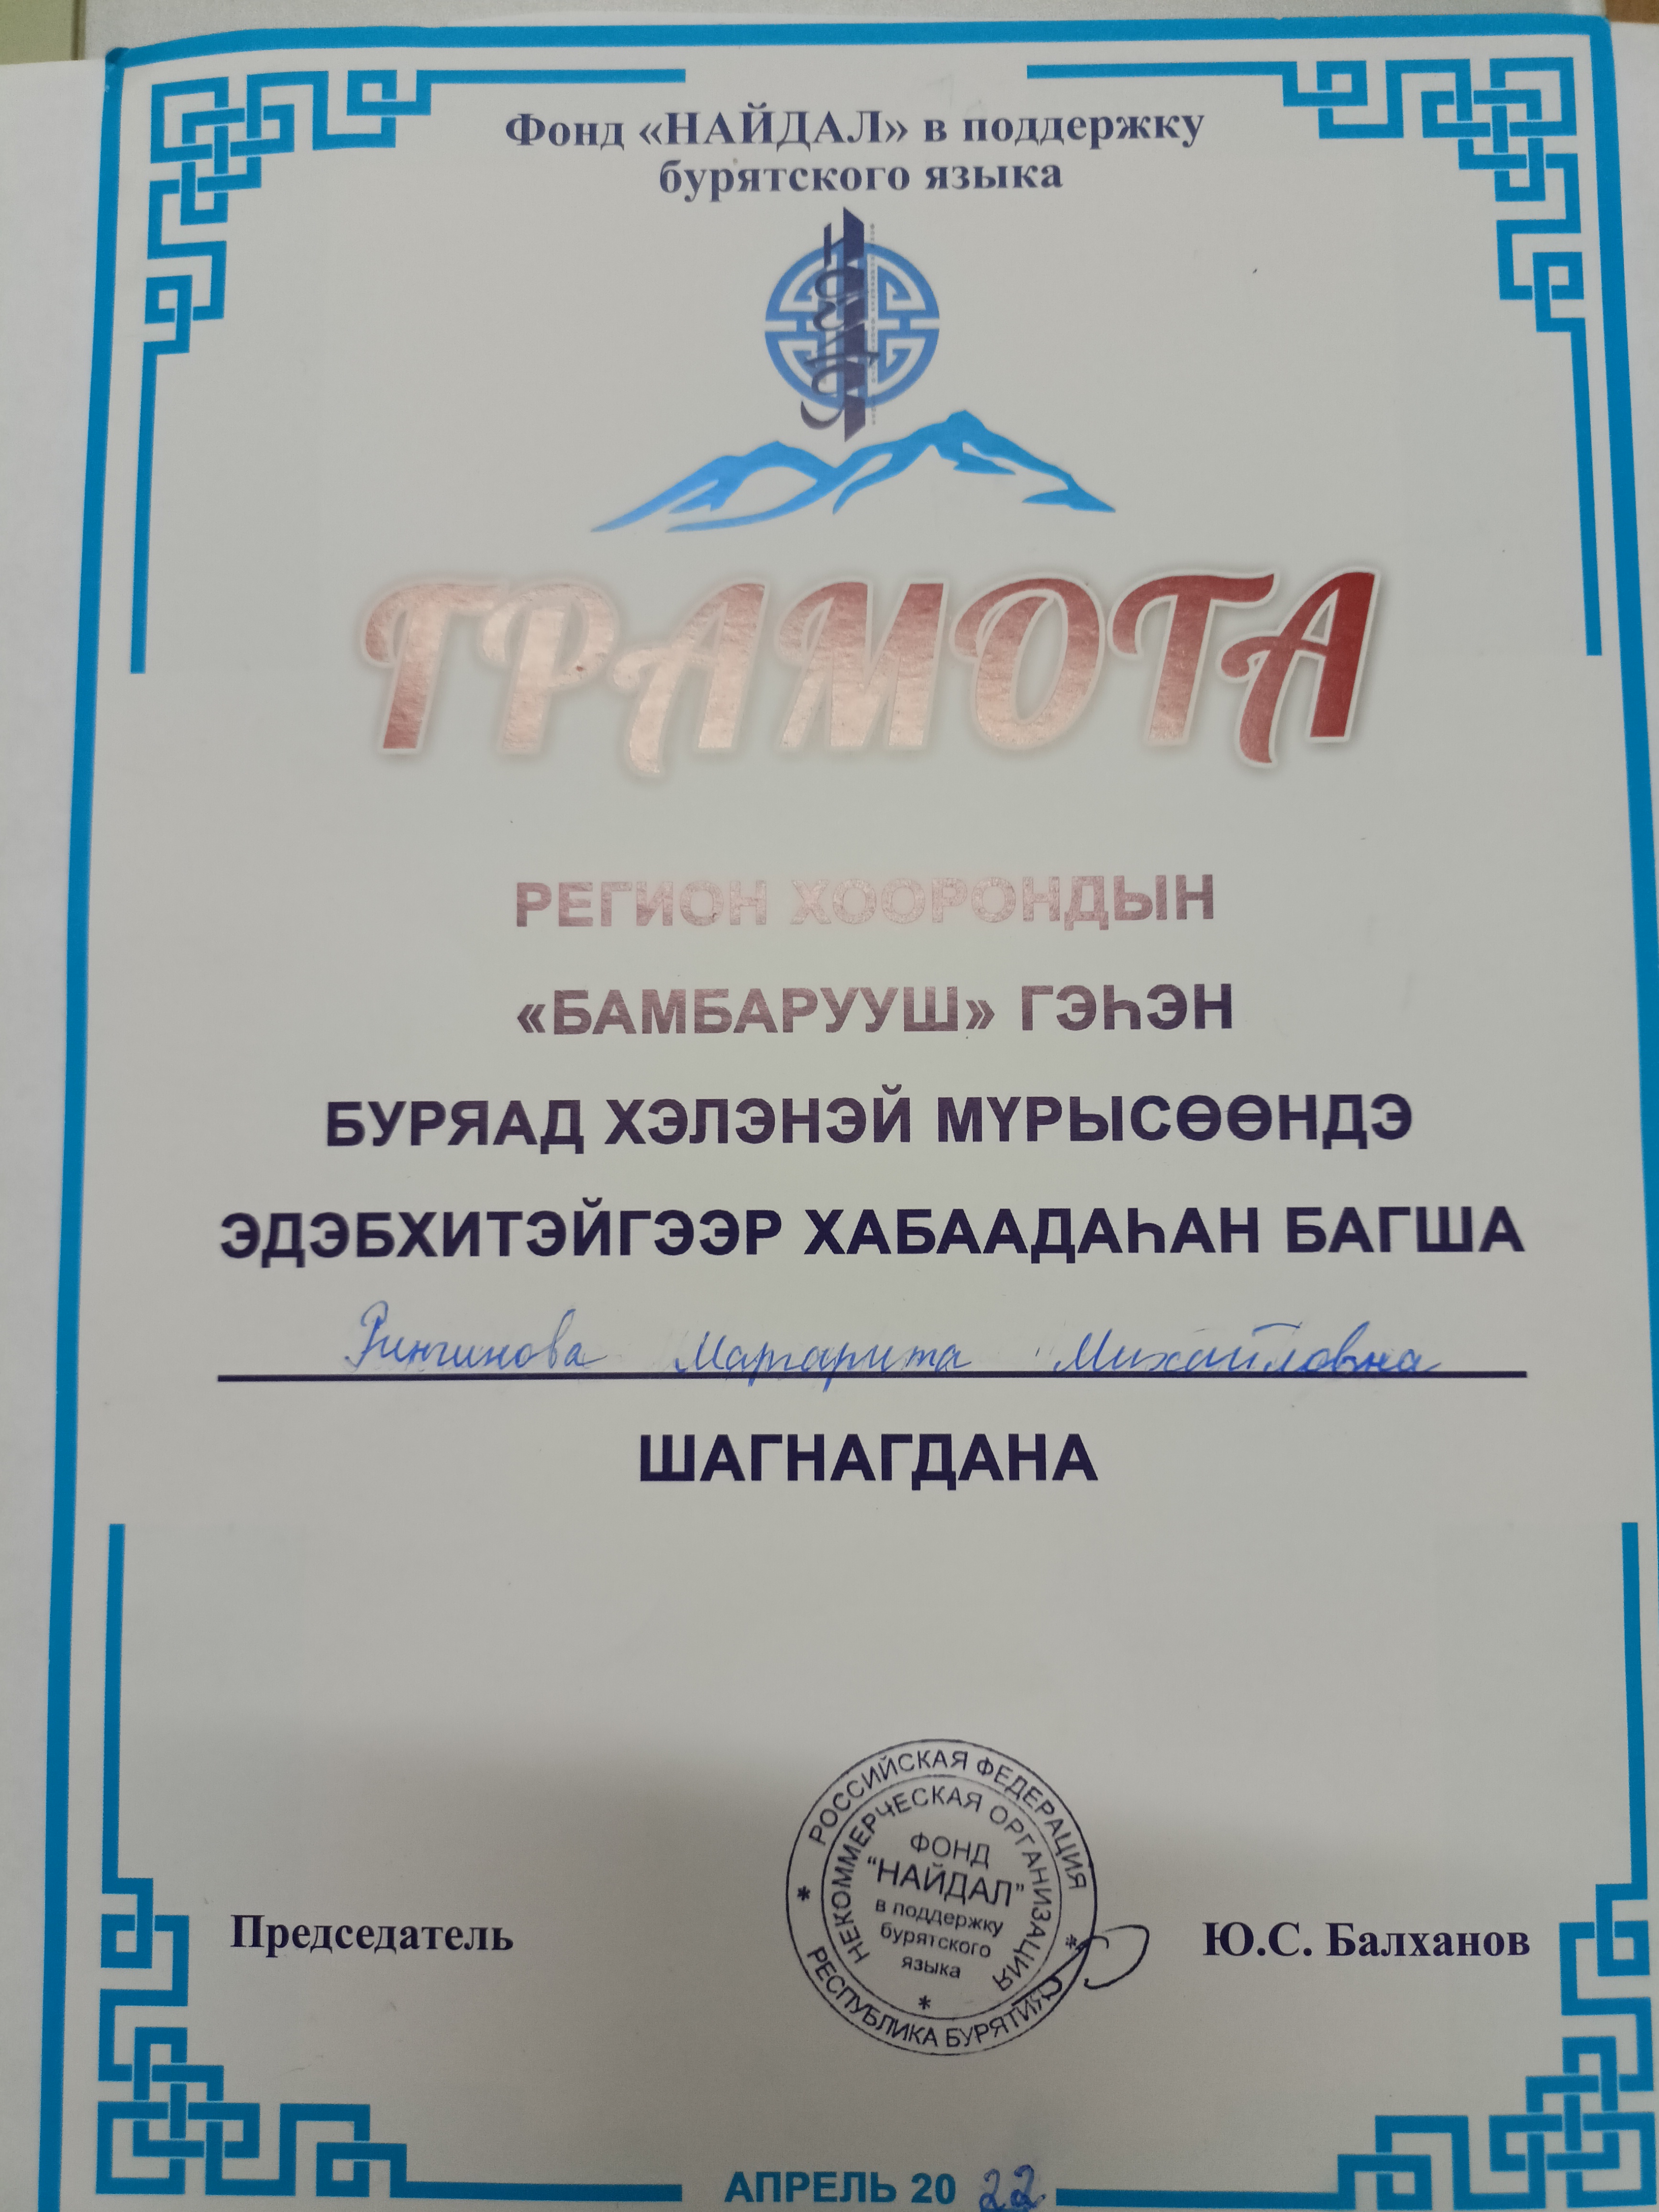 Фонд «НАЙДАЛ» в поддержку
бурятского языка
ГРАМОТА
РЕГИОН ХООРОНДЫН
«БАМБАРУУШ» ГЭҺЭН
БУРЯАД ХЭЛЭНЭЙ МҮРЫСӨӨНДЭ
ЭДЭБХИТЭЙГЭЭР ХАБААДАҺАН БАГША
Ринчинова Маргарита Михайловна
ШАГНАГДАНА
РОССИЙСКАЯ ФЕДЕРАЦИЯ
НЕКОММЕРЧЕСКАЯ ОРГАНИЗАЦИЯ
ФОНД
"НАЙДАЛ"
в поддержку
бурятского
языка
РЕСПУБЛИКА БУРЯТИЯ
Председатель Ю.С. Балханов
АПРЕЛЬ 2022